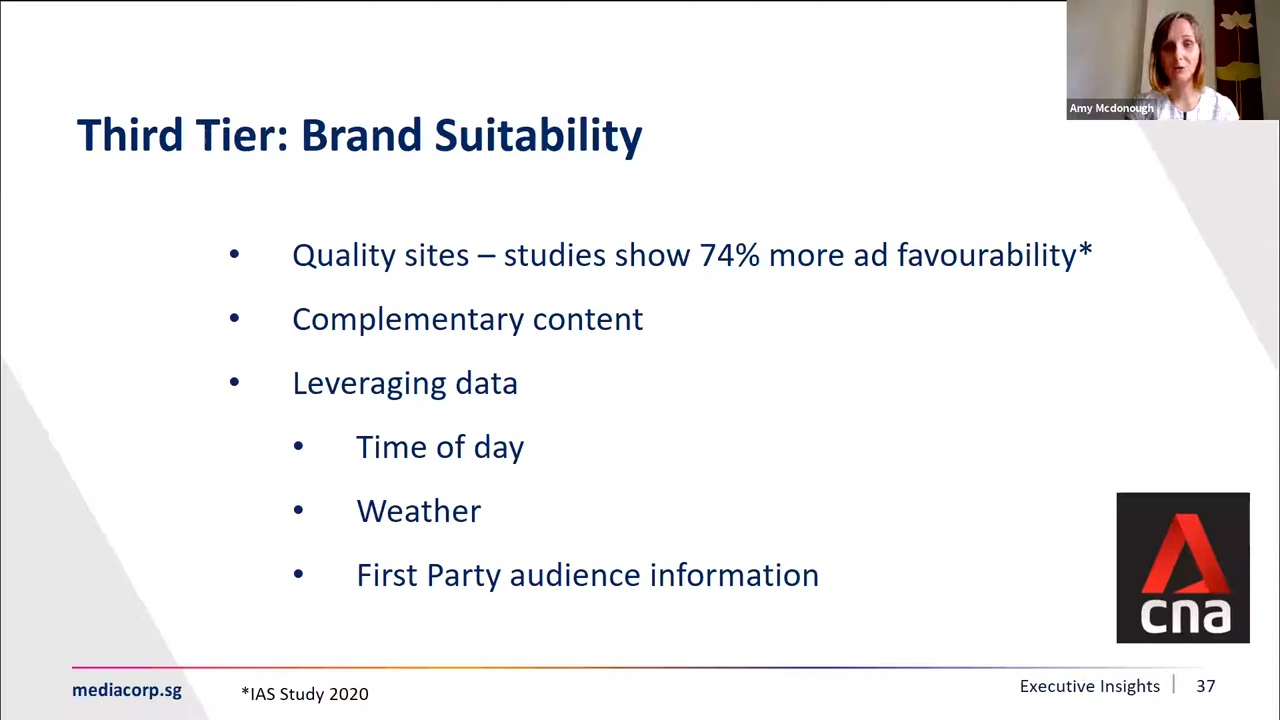 Amy Mcdonough
Third Tier: Brand Suitability
• Quality sites – studies show 74% more ad favourability*
• Complementary content
• Leveraging data
• Time of day
• Weather
• First Party audience information
cna
mediacorp.sg
*IAS Study 2020
Executive Insights | 37